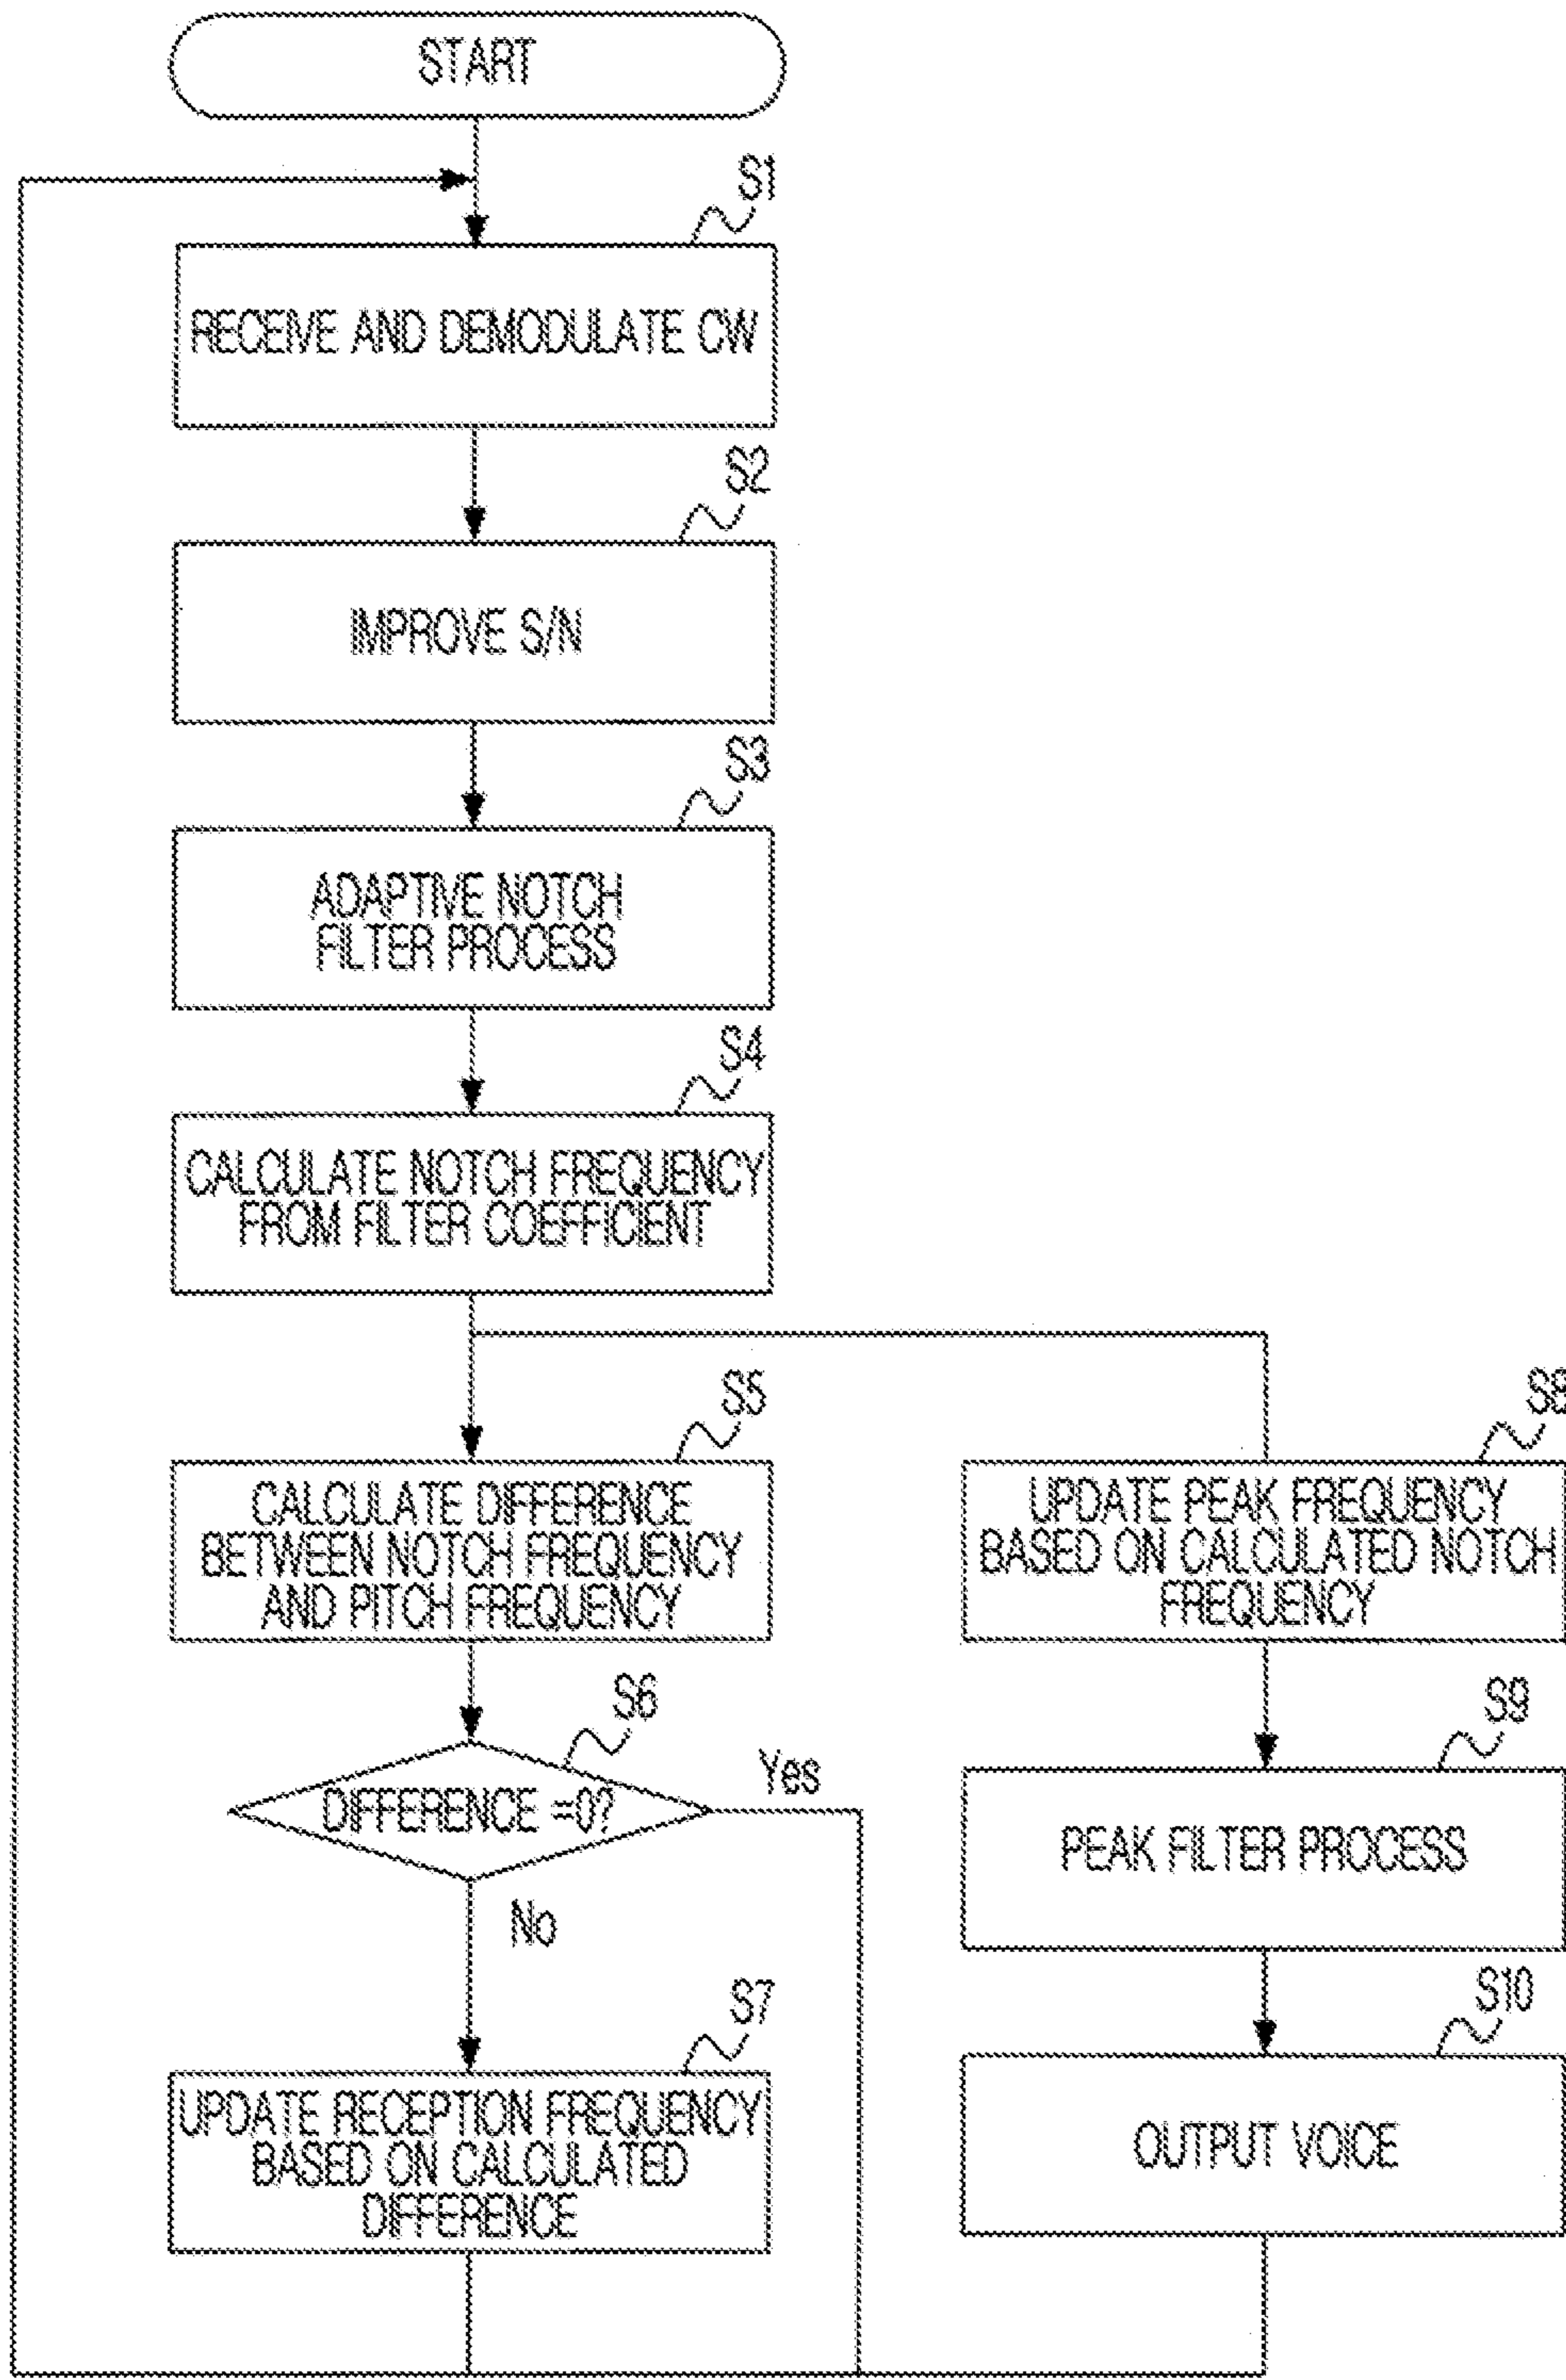 START
S1
RECEIVE AND DEMODULATE CW
S2
IMPROVE S/N
S3
ADAPTIVE NOTCH
FILTER PROCESS
S4
CALCULATE NOTCH FREQUENCY
FROM FILTER COEFFICIENT
S5
CALCULATE DIFFERENCE
BETWEEN NOTCH FREQUENCY
AND PITCH FREQUENCY
S6
DIFFERENCE =0?
Yes
No
S7
UPDATE RECEPTION FREQUENCY
BASED ON CALCULATED
DIFFERENCE
S8
UPDATE PEAK FREQUENCY
BASED ON CALCULATED NOTCH
FREQUENCY
S9
PEAK FILTER PROCESS
S10
OUTPUT VOICE